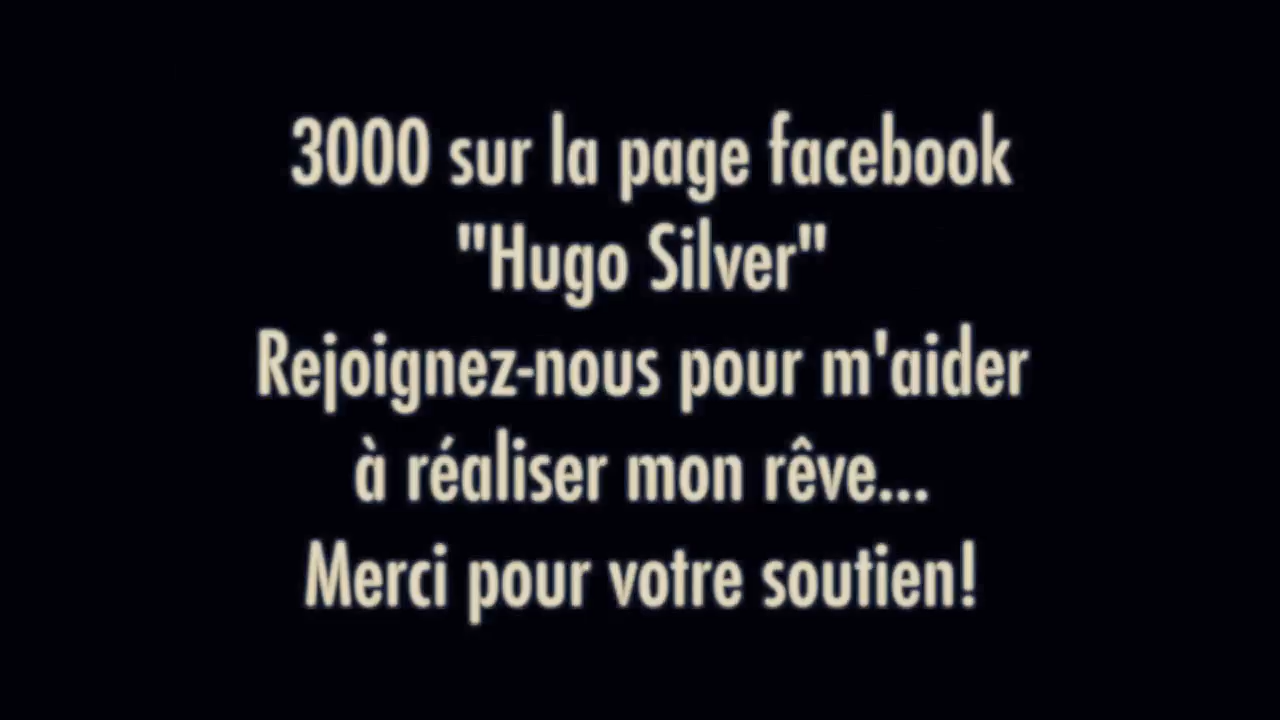 3000 sur la page facebook
"Hugo Silver"
Rejoignez-nous pour m'aider
à réaliser mon rêve...
Merci pour votre soutien!